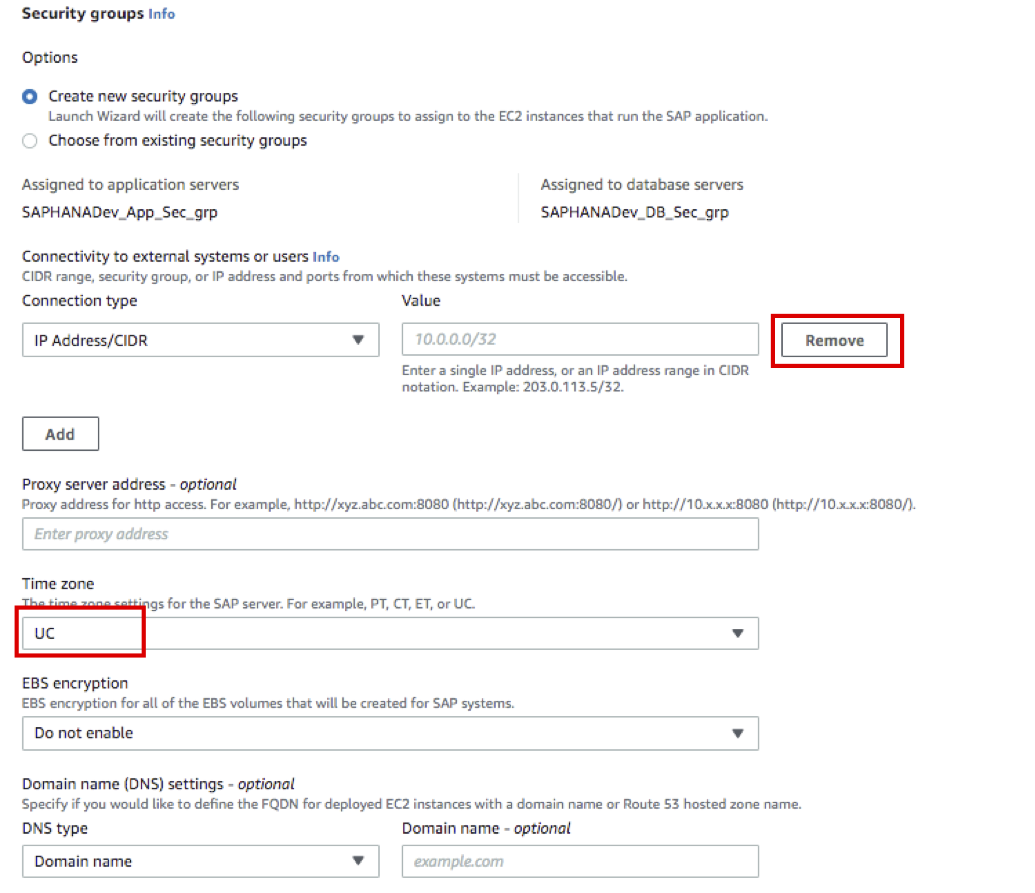 Security groups Info
Options
Create new security groups
Launch Wizard will create the following security groups to assign to the EC2 instances that run the SAP application.
Choose from existing security groups
Assigned to application servers
SAPHANADev_App_Sec_grp
Assigned to database servers
SAPHANADev_DB_Sec_grp
Connectivity to external systems or users Info
CIDR range, security group, or IP address and ports from which these systems must be accessible.
Connection type
IP Address/CIDR
Value
10.0.0.0/32
Enter a single IP address, or an IP address range in CIDR
notation. Example: 203.0.113.5/32.
Remove
Add
Proxy server address - optional
Proxy address for http access. For example, http://xyz.abc.com:8080 (http://xyz.abc.com:8080/) or http://10.x.x.x:8080 (http://10.x.x.x:8080/).
Enter proxy address
Time zone
The time zone settings for the SAP server. For example, PT, CT, ET, or UC.
UC
EBS encryption
EBS encryption for all of the EBS volumes that will be created for SAP systems.
Do not enable
Domain name (DNS) settings - optional
Specify if you would like to define the FQDN for deployed EC2 instances with a domain name or Route 53 hosted zone name.
DNS type
Domain name
Domain name - optional
example.com